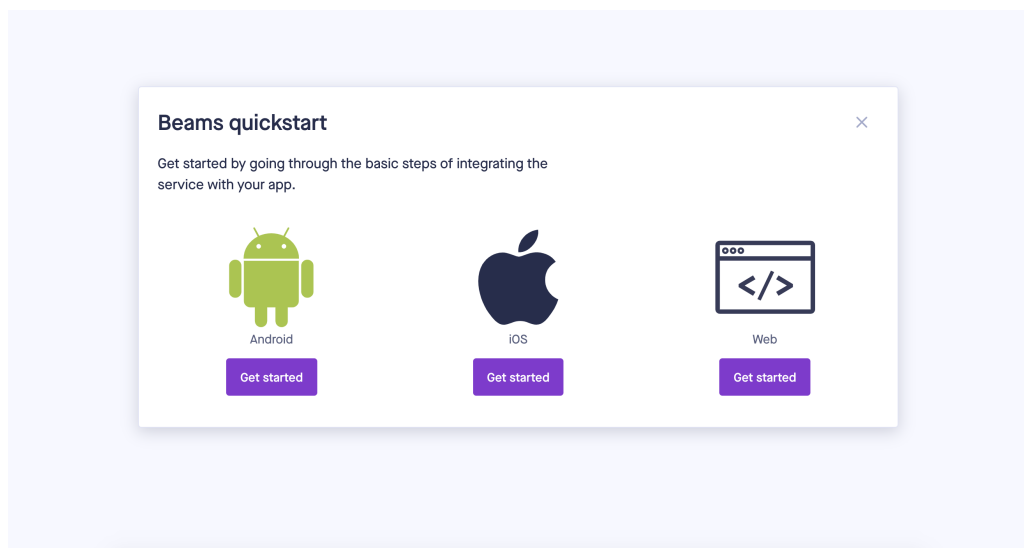 Beams quickstart
Get started by going through the basic steps of integrating the
service with your app.
</>
Android
iOS
Web
Get started
Get started
Get started